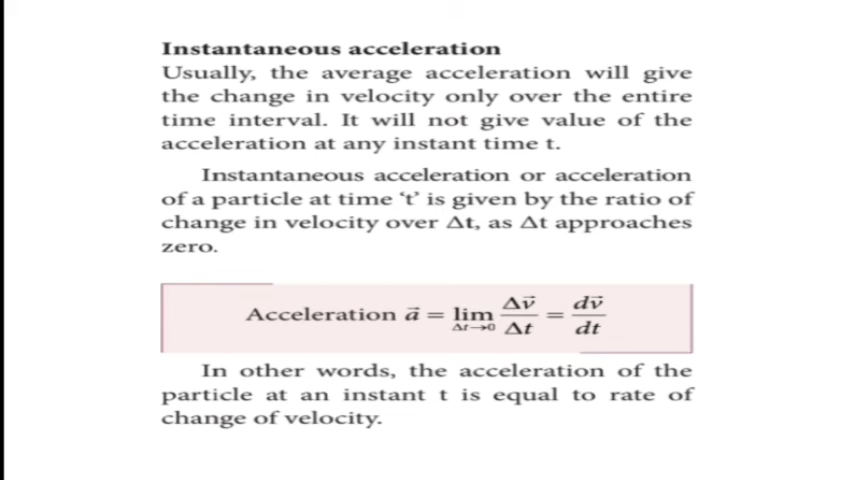 Instantaneous acceleration
Usually, the average acceleration will give
the change in velocity only over the entire
time interval. It will not give value of the
acceleration at any instant time t.
Instantaneous acceleration or acceleration
of a particle at time ‘t’ is given by the ratio of
change in velocity over Δt, as Δt approaches
zero.
Acceleration a⃗ = lim Δt→0 Δv⃗/Δt = dv⃗/dt
In other words, the acceleration of the
particle at an instant t is equal to rate of
change of velocity.